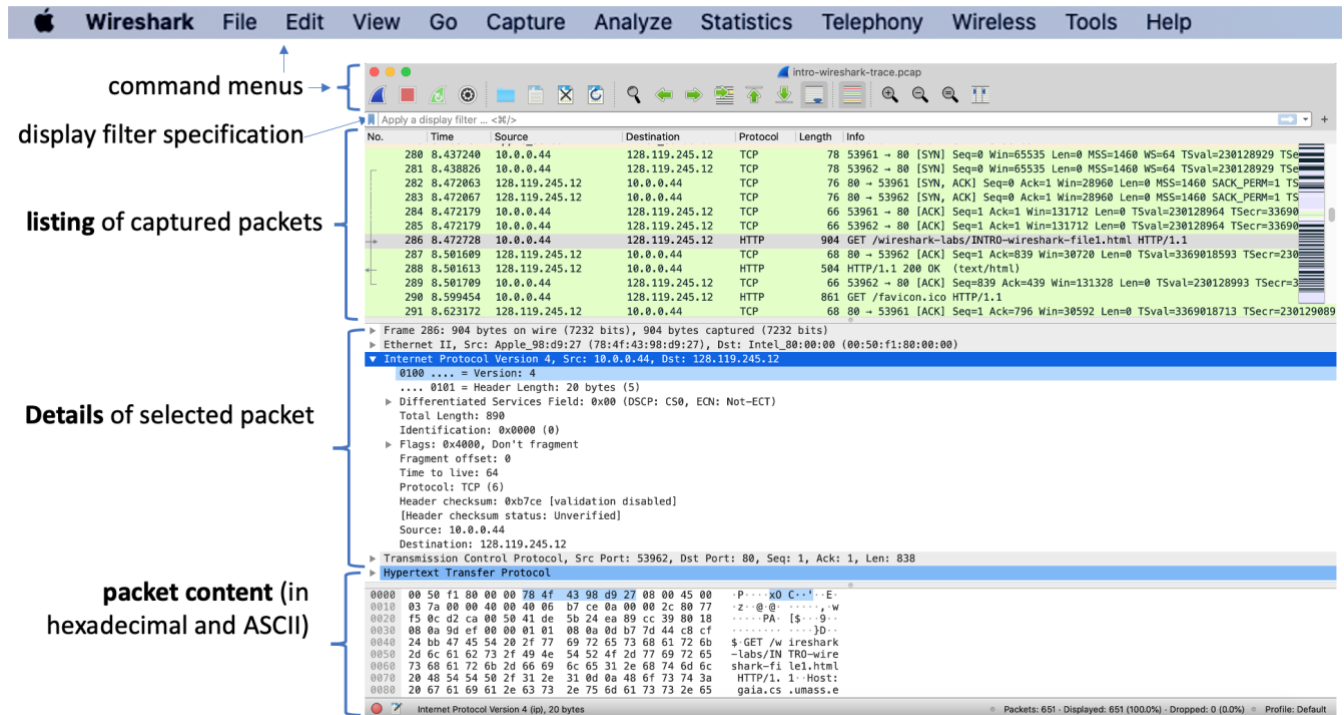 Wireshark File Edit View Go Capture Analyze Statistics Telephony Wireless Tools Help
command menus
intro-wireshark-trace.pcap
display filter specification
Apply a display filter ... <⌘/>
+
No. Time Source Destination Protocol Length Info
280 8.437240 10.0.0.44 128.119.245.12 TCP 78 53961 → 80 [SYN] Seq=0 Win=65535 Len=0 MSS=1460 WS=64 TSval=230128929 TSe
281 8.438826 10.0.0.44 128.119.245.12 TCP 78 53962 → 80 [SYN] Seq=0 Win=65535 Len=0 MSS=1460 WS=64 TSval=230128929 TSe
282 8.472063 128.119.245.12 10.0.0.44 TCP 76 80 → 53961 [SYN, ACK] Seq=0 Ack=1 Win=28960 Len=0 MSS=1460 SACK_PERM=1 TS
283 8.472067 128.119.245.12 10.0.0.44 TCP 76 80 → 53962 [SYN, ACK] Seq=0 Ack=1 Win=28960 Len=0 MSS=1460 SACK_PERM=1 TS
284 8.472179 10.0.0.44 128.119.245.12 TCP 66 53961 → 80 [ACK] Seq=1 Ack=1 Win=131712 Len=0 TSval=230128964 TSecr=33690
285 8.472179 10.0.0.44 128.119.245.12 TCP 66 53962 → 80 [ACK] Seq=1 Ack=1 Win=131712 Len=0 TSval=230128964 TSecr=33690
286 8.472728 10.0.0.44 128.119.245.12 HTTP 904 GET /wireshark-labs/INTRO-wireshark-file1.html HTTP/1.1
287 8.501609 128.119.245.12 10.0.0.44 TCP 68 80 → 53962 [ACK] Seq=1 Ack=839 Win=30720 Len=0 TSval=3369018593 TSecr=230
288 8.501613 128.119.245.12 10.0.0.44 HTTP 504 HTTP/1.1 200 OK (text/html)
289 8.501709 10.0.0.44 128.119.245.12 TCP 66 53962 → 80 [ACK] Seq=839 Ack=439 Win=131328 Len=0 TSval=230128993 TSecr=3
290 8.599454 10.0.0.44 128.119.245.12 HTTP 861 GET /favicon.ico HTTP/1.1
291 8.623172 128.119.245.12 10.0.0.44 TCP 68 80 → 53961 [ACK] Seq=1 Ack=796 Win=30592 Len=0 TSval=3369018713 TSecr=230129089
listing of captured packets
Frame 286: 904 bytes on wire (7232 bits), 904 bytes captured (7232 bits)
Ethernet II, Src: Apple_98:d9:27 (78:4f:43:98:d9:27), Dst: Intel_80:00:00 (00:50:f1:80:00:00)
Internet Protocol Version 4, Src: 10.0.0.44, Dst: 128.119.245.12
0100 .... = Version: 4
.... 0101 = Header Length: 20 bytes (5)
Differentiated Services Field: 0x00 (DSCP: CS0, ECN: Not-ECT)
Total Length: 890
Identification: 0x0000 (0)
Flags: 0x4000, Don't fragment
Fragment offset: 0
Time to live: 64
Protocol: TCP (6)
Header checksum: 0xb7ce [validation disabled]
[Header checksum status: Unverified]
Source: 10.0.0.44
Destination: 128.119.245.12
Transmission Control Protocol, Src Port: 53962, Dst Port: 80, Seq: 1, Ack: 1, Len: 838
Hypertext Transfer Protocol
Details of selected packet
packet content (in
hexadecimal and ASCII)
0000 00 50 f1 80 00 00 78 4f 43 98 d9 27 08 00 45 00 ·P····xO C··'··E·
0010 03 7a 00 00 40 00 40 06 b7 ce 0a 00 00 2c 80 77 ·z··@·@· ·····,·w
0020 f5 0c d2 ca 00 50 41 de 5b 24 ea 89 cc 39 80 18 ·····PA· [$···9··
0030 08 0a 9d ef 00 00 01 01 08 0a 0d b7 7d 44 c8 cf ········ ····}D··
0040 24 bb 47 45 54 20 2f 77 69 72 65 73 68 61 72 6b $·GET /w ireshark
0050 2d 6c 61 62 73 2f 49 4e 54 52 4f 2d 77 69 72 65 -labs/IN TRO-wire
0060 73 68 61 72 6b 2d 66 69 6c 65 31 2e 68 74 6d 6c shark-fi le1.html
0070 20 48 54 54 50 2f 31 2e 31 0d 0a 48 6f 73 74 3a HTTP/1. 1··Host:
0080 20 67 61 69 61 2e 63 73 2e 75 6d 61 73 73 2e 65 gaia.cs .umass.e
Internet Protocol Version 4 (ip), 20 bytes
Packets: 651 · Displayed: 651 (100.0%) · Dropped: 0 (0.0%)
Profile: Default